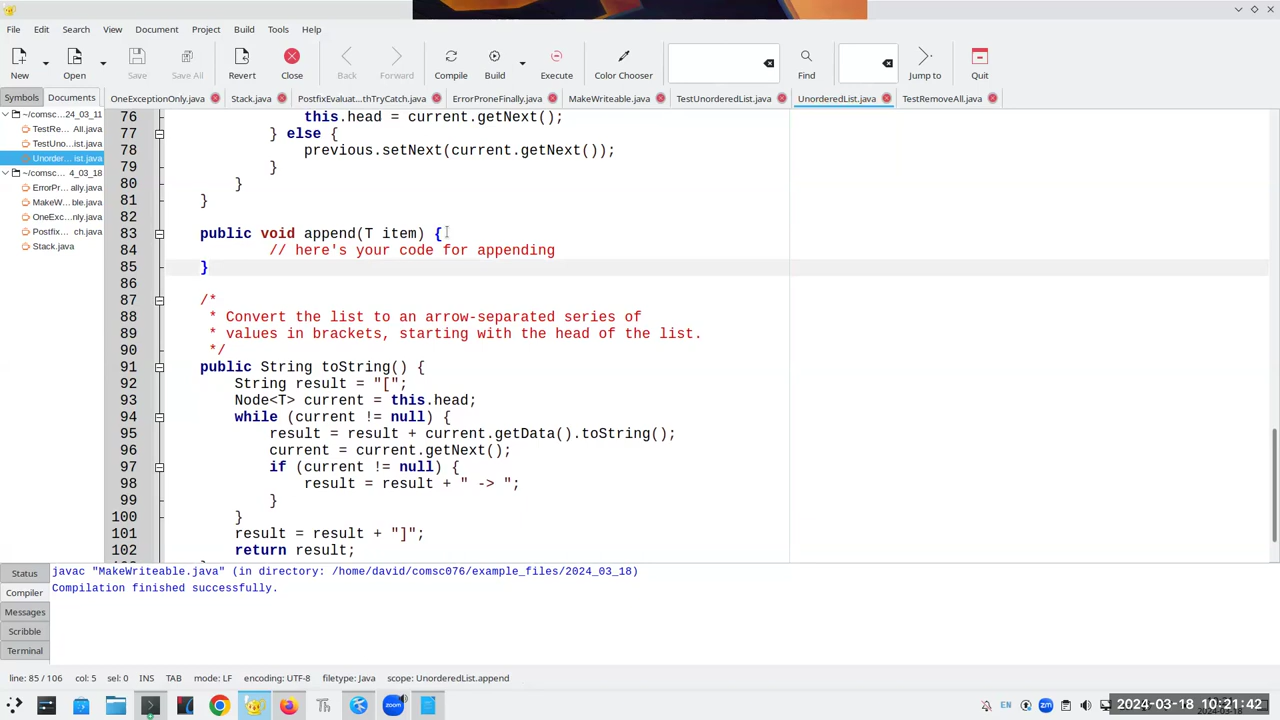 File Edit Search View Document Project Build Tools Help
New Open Save Save All Revert Close Back Forward Compile Build Execute Color Chooser Find Jump to Quit
Symbols Documents OneExceptionOnly.java Stack.java PostfixEvaluat...thTryCatch.java ErrorProneFinally.java MakeWriteable.java TestUnorderedList.java UnorderedList.java TestRemoveAll.java
~/comsc...24_03_11
TestRe... All.java
TestUno...ist.java
Unorder...ist.java
~/comsc... 4_03_18
ErrorPr... ally.java
MakeW...ble.java
OneExc...nly.java
Postfix... ch.java
Stack.java
76 this.head = current.getNext();
77 } else {
78 previous.setNext(current.getNext());
79 }
80 }
81 }
82
83 public void append(T item) {
84 // here's your code for appending
85 }
86
87 /*
88 * Convert the list to an arrow-separated series of
89 * values in brackets, starting with the head of the list.
90 */
91 public String toString() {
92 String result = "[";
93 Node<T> current = this.head;
94 while (current != null) {
95 result = result + current.getData().toString();
96 current = current.getNext();
97 if (current != null) {
98 result = result + " -> ";
99 }
100 }
101 result = result + "]";
102 return result;
Status
Compiler
Messages
Scribble
Terminal
javac "MakeWriteable.java" (in directory: /home/david/comsc076/example_files/2024_03_18)
Compilation finished successfully.
line: 85 / 106 col: 5 sel: 0 INS TAB mode: LF encoding: UTF-8 filetype: Java scope: UnorderedList.append
Th zoom EN zm 2024-03-18 10:21:42